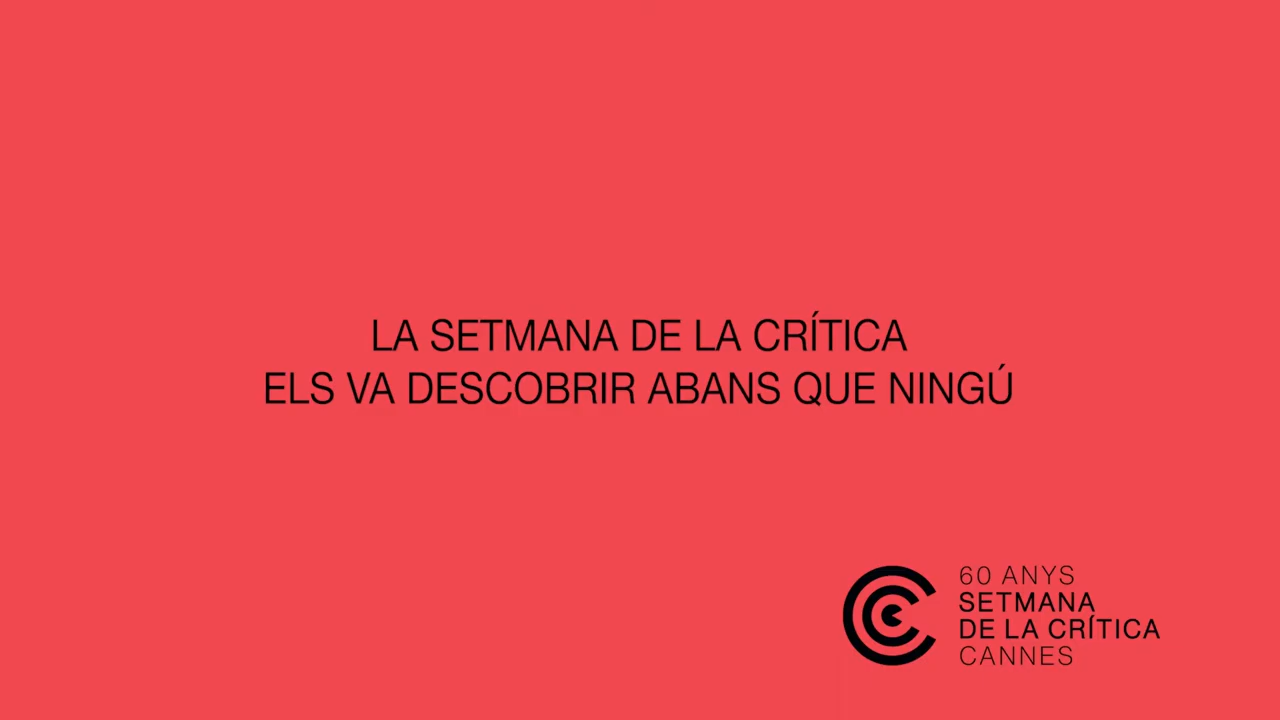 LA SETMANA DE LA CRÍTICA
ELS VA DESCOBRIR ABANS QUE NINGÚ
60 ANYS
SETMANA
DE LA CRÍTICA
CANNES